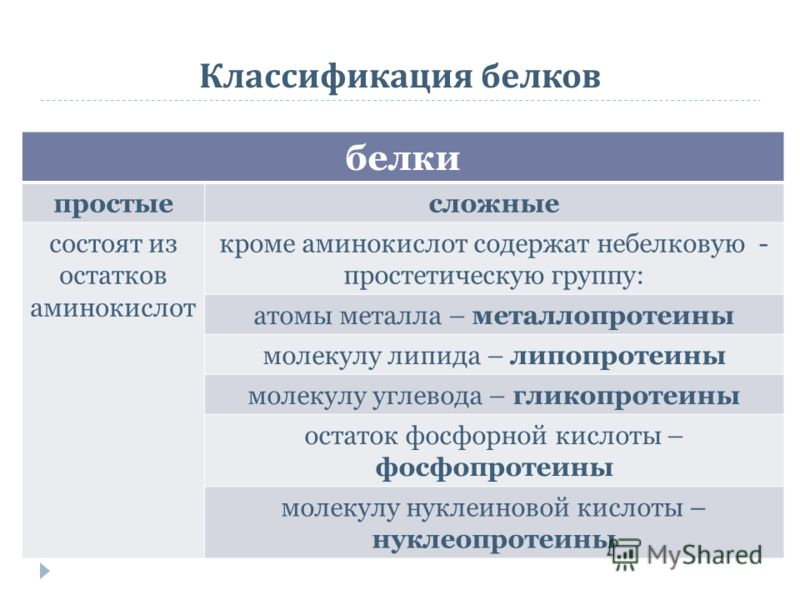 Классификация белков
белки
простые
сложные
состоят из
остатков
аминокислот
кроме аминокислот содержат небелковую -
простетическую группу:
атомы металла – металлопротеины
молекулу липида – липопротеины
молекулу углевода – гликопротеины
остаток фосфорной кислоты –
фосфопротеины
молекулу нуклеиновой кислоты –
нуклеопротеины
MyShared